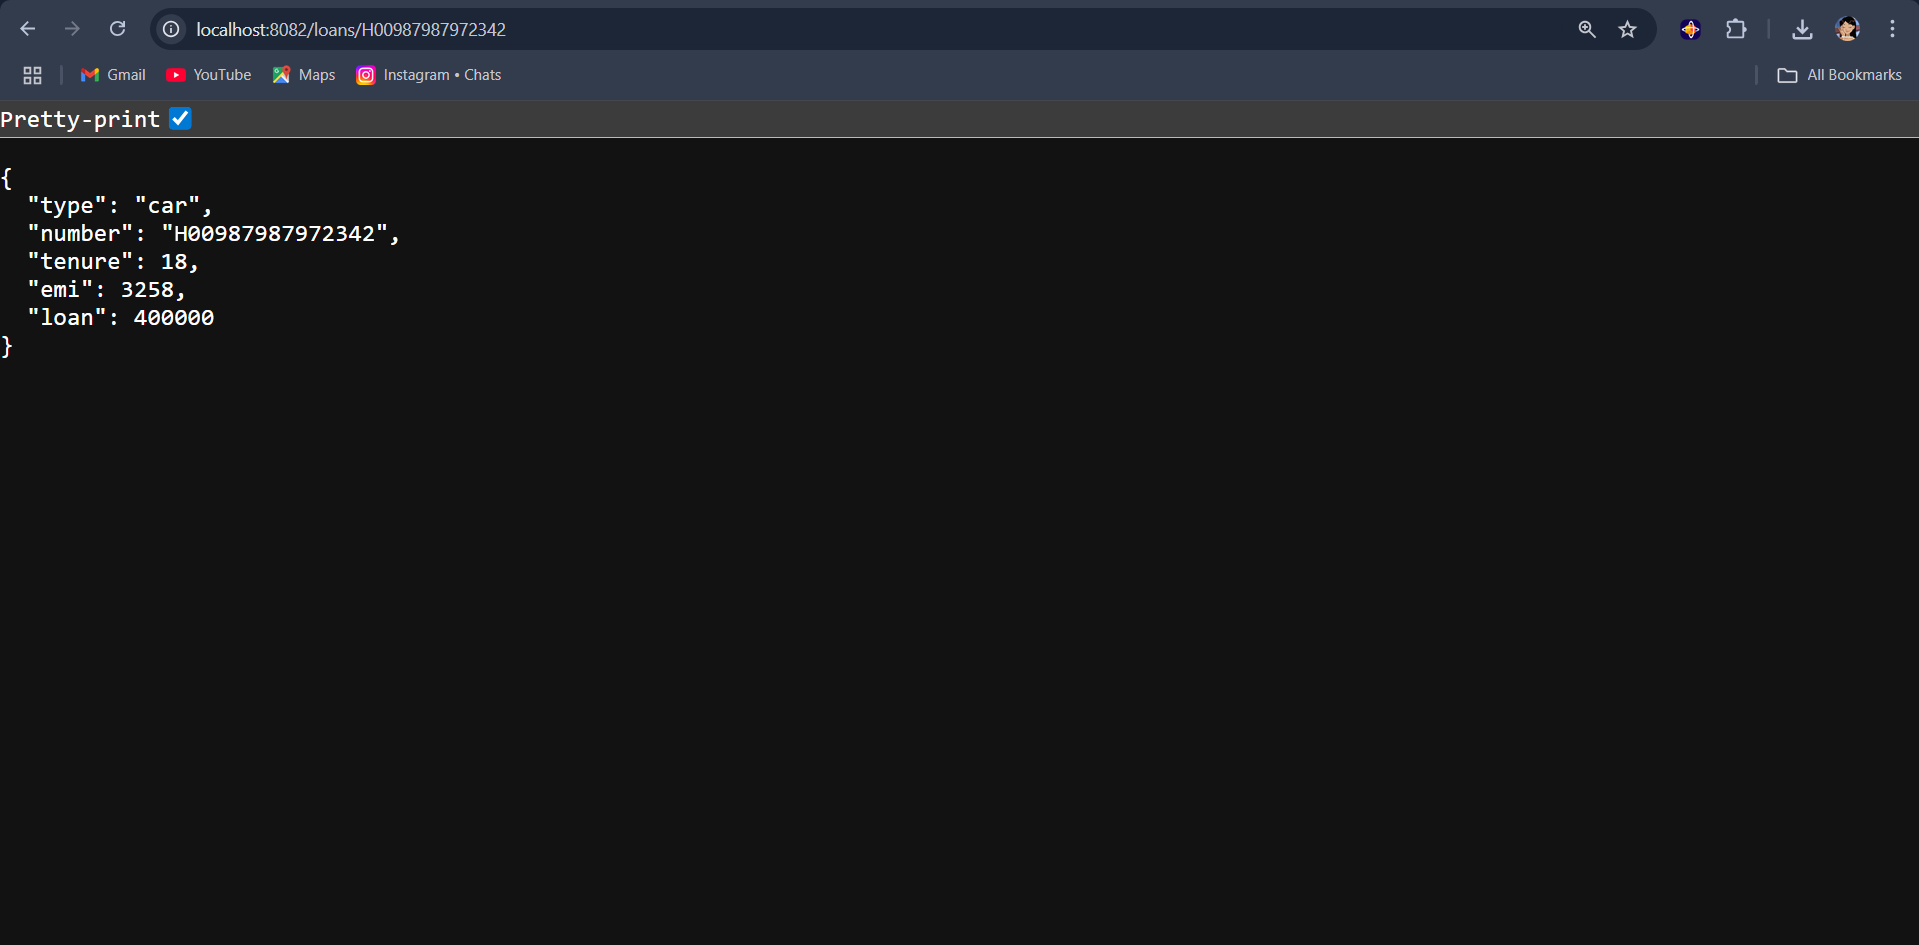 localhost:8082/loans/H00987987972342
Gmail YouTube Maps Instagram • Chats All Bookmarks
Pretty-print
{
  "type": "car",
  "number": "H00987987972342",
  "tenure": 18,
  "emi": 3258,
  "loan": 400000
}